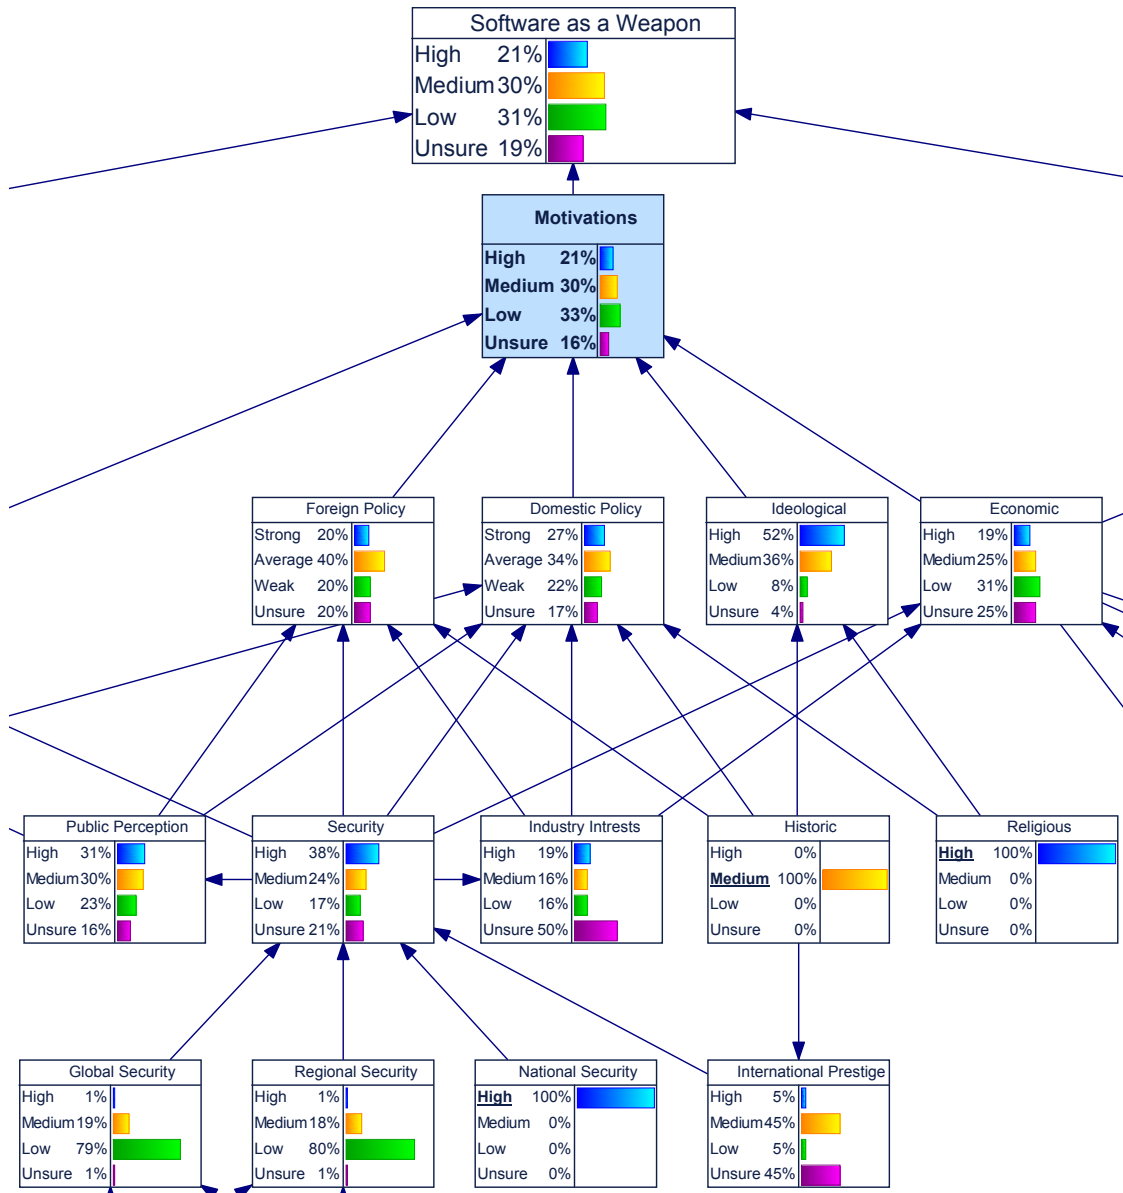 Software as a Weapon
High 21%
Medium 30%
Low 31%
Unsure 19%
Motivations
High 21%
Medium 30%
Low 33%
Unsure 16%
Foreign Policy
Strong 20%
Average 40%
Weak 20%
Unsure 20%
Domestic Policy
Strong 27%
Average 34%
Weak 22%
Unsure 17%
Ideological
High 52%
Medium 36%
Low 8%
Unsure 4%
Economic
High 19%
Medium 25%
Low 31%
Unsure 25%
Public Perception
High 31%
Medium 30%
Low 23%
Unsure 16%
Security
High 38%
Medium 24%
Low 17%
Unsure 21%
Industry Intrests
High 19%
Medium 16%
Low 16%
Unsure 50%
Historic
High 0%
Medium 100%
Low 0%
Unsure 0%
Religious
High 100%
Medium 0%
Low 0%
Unsure 0%
Global Security
High 1%
Medium 19%
Low 79%
Unsure 1%
Regional Security
High 1%
Medium 18%
Low 80%
Unsure 1%
National Security
High 100%
Medium 0%
Low 0%
Unsure 0%
International Prestige
High 5%
Medium 45%
Low 5%
Unsure 45%